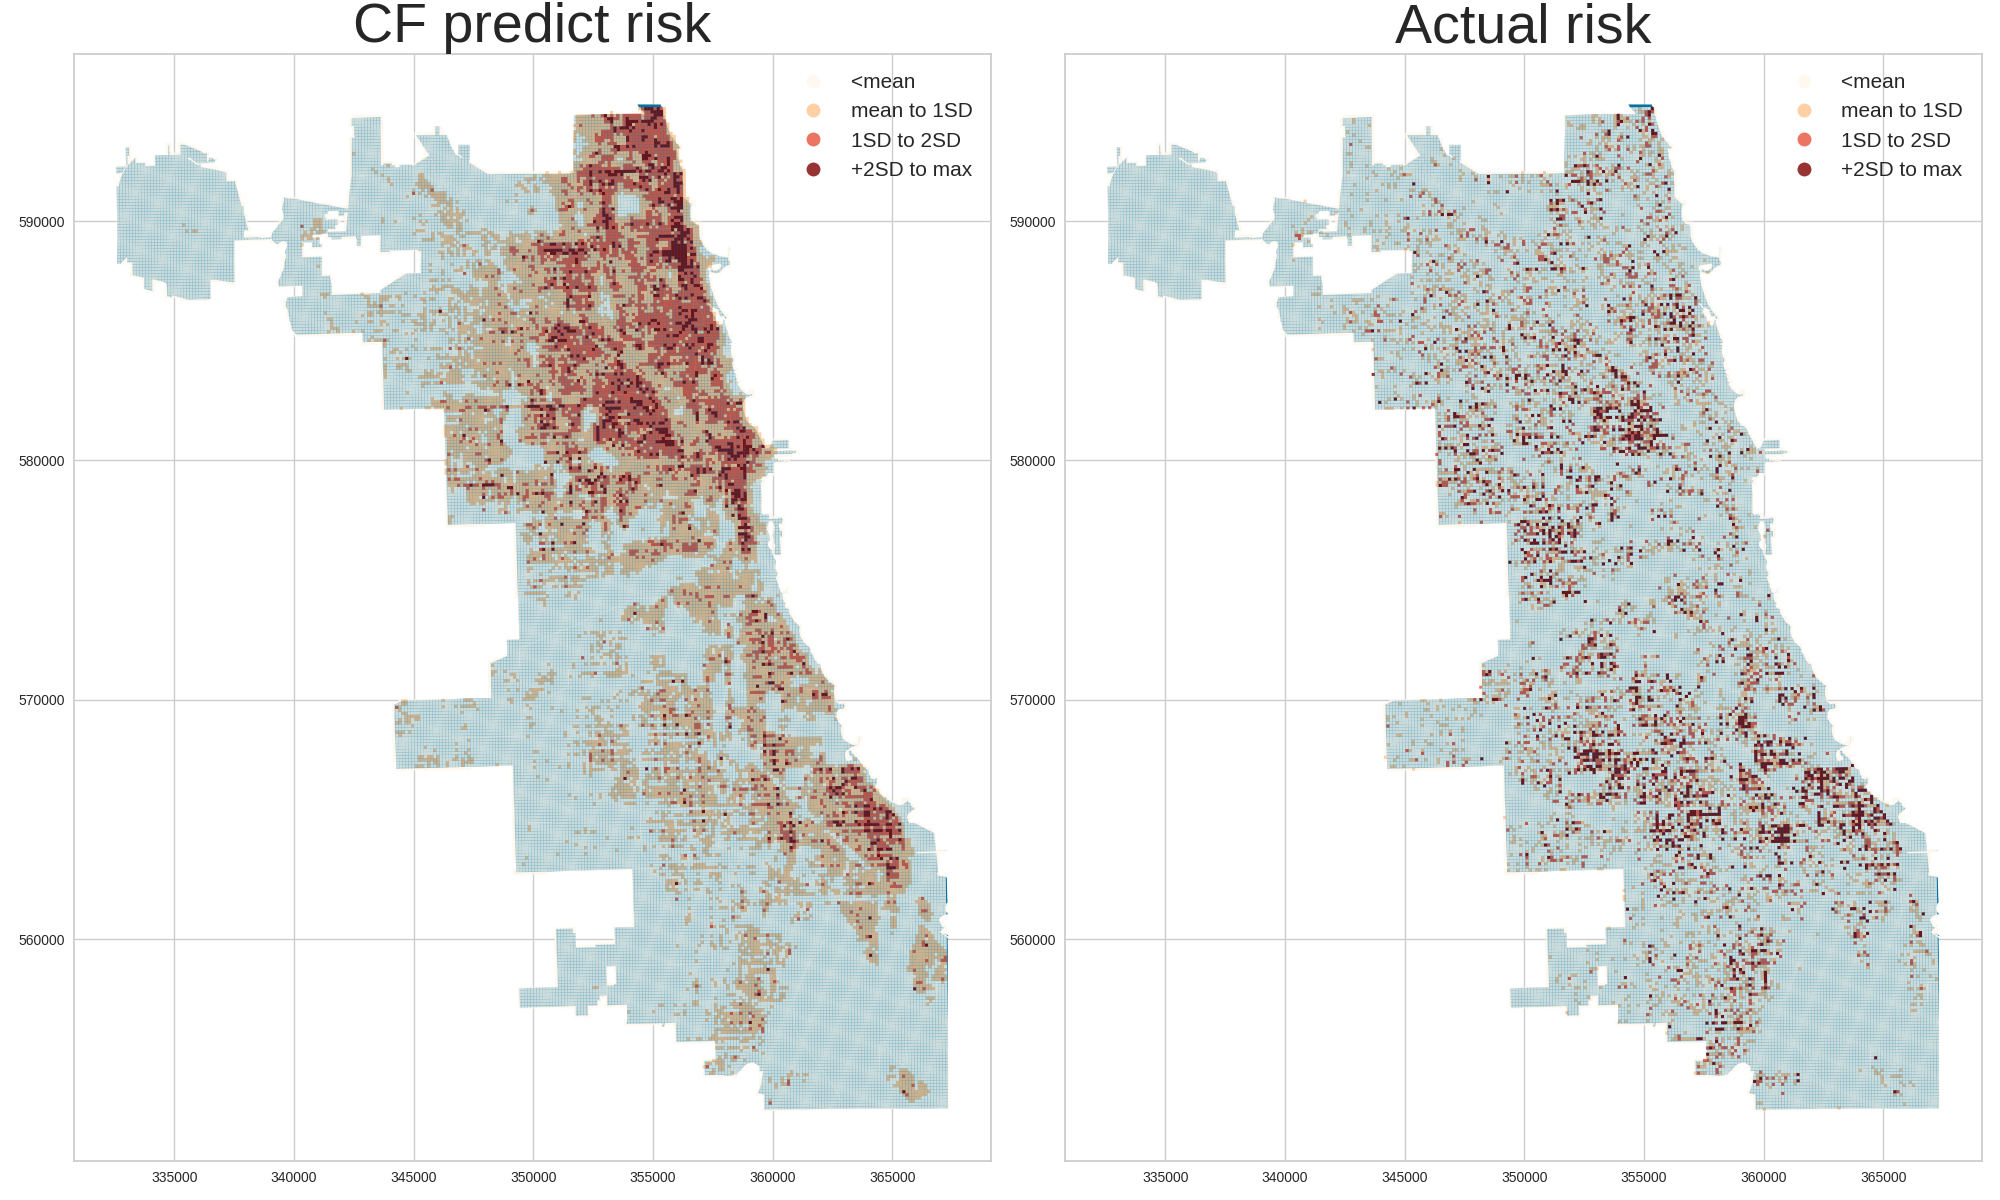 CF predict risk
<mean
mean to 1SD
1SD to 2SD
+2SD to max
590000
580000
570000
560000
335000 340000 345000 350000 355000 360000 365000
Actual risk
<mean
mean to 1SD
1SD to 2SD
+2SD to max
590000
580000
570000
560000
335000 340000 345000 350000 355000 360000 365000